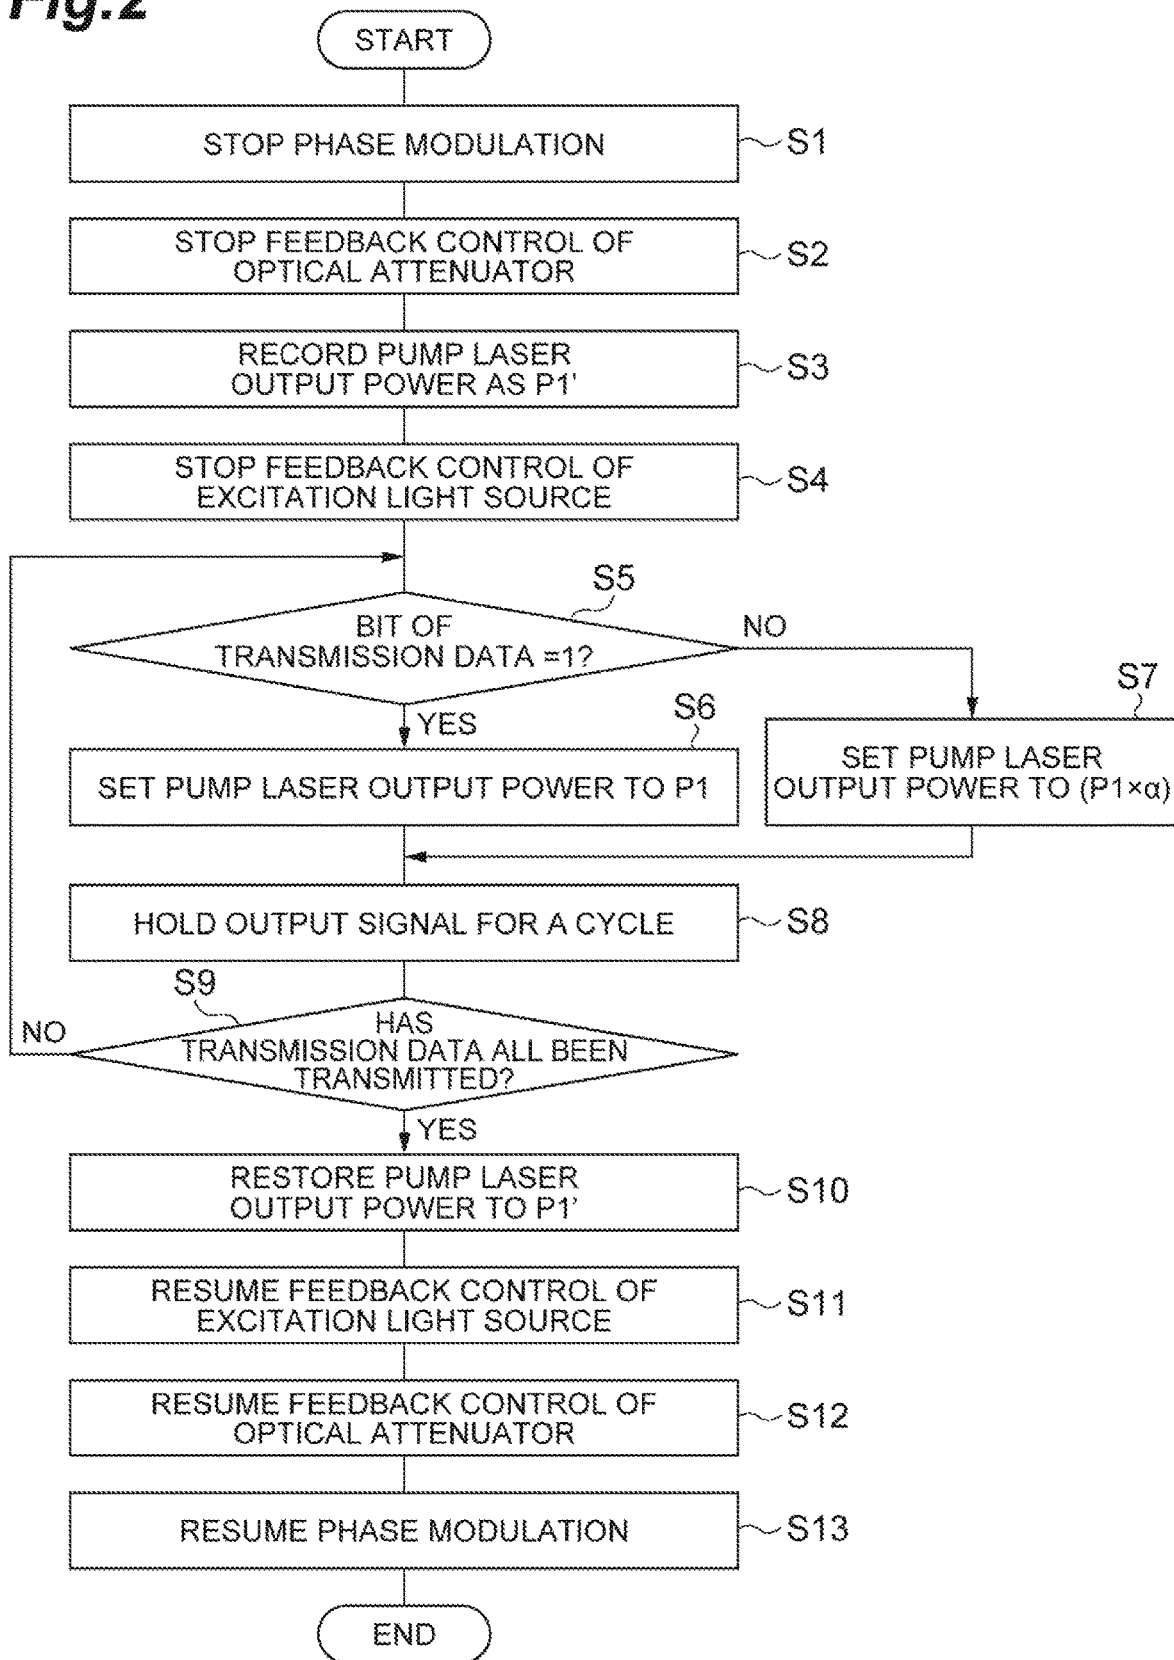 Fig.2
START
STOP PHASE MODULATION
S1
STOP FEEDBACK CONTROL OF
OPTICAL ATTENUATOR
S2
RECORD PUMP LASER
OUTPUT POWER AS P1'
S3
STOP FEEDBACK CONTROL OF
EXCITATION LIGHT SOURCE
S4
S5
BIT OF
TRANSMISSION DATA =1?
NO
YES
S6
SET PUMP LASER OUTPUT POWER TO P1
S7
SET PUMP LASER
OUTPUT POWER TO (P1×α)
HOLD OUTPUT SIGNAL FOR A CYCLE
S8
S9
HAS
TRANSMISSION DATA ALL BEEN
TRANSMITTED?
NO
YES
RESTORE PUMP LASER
OUTPUT POWER TO P1'
S10
RESUME FEEDBACK CONTROL OF
EXCITATION LIGHT SOURCE
S11
RESUME FEEDBACK CONTROL OF
OPTICAL ATTENUATOR
S12
RESUME PHASE MODULATION
S13
END